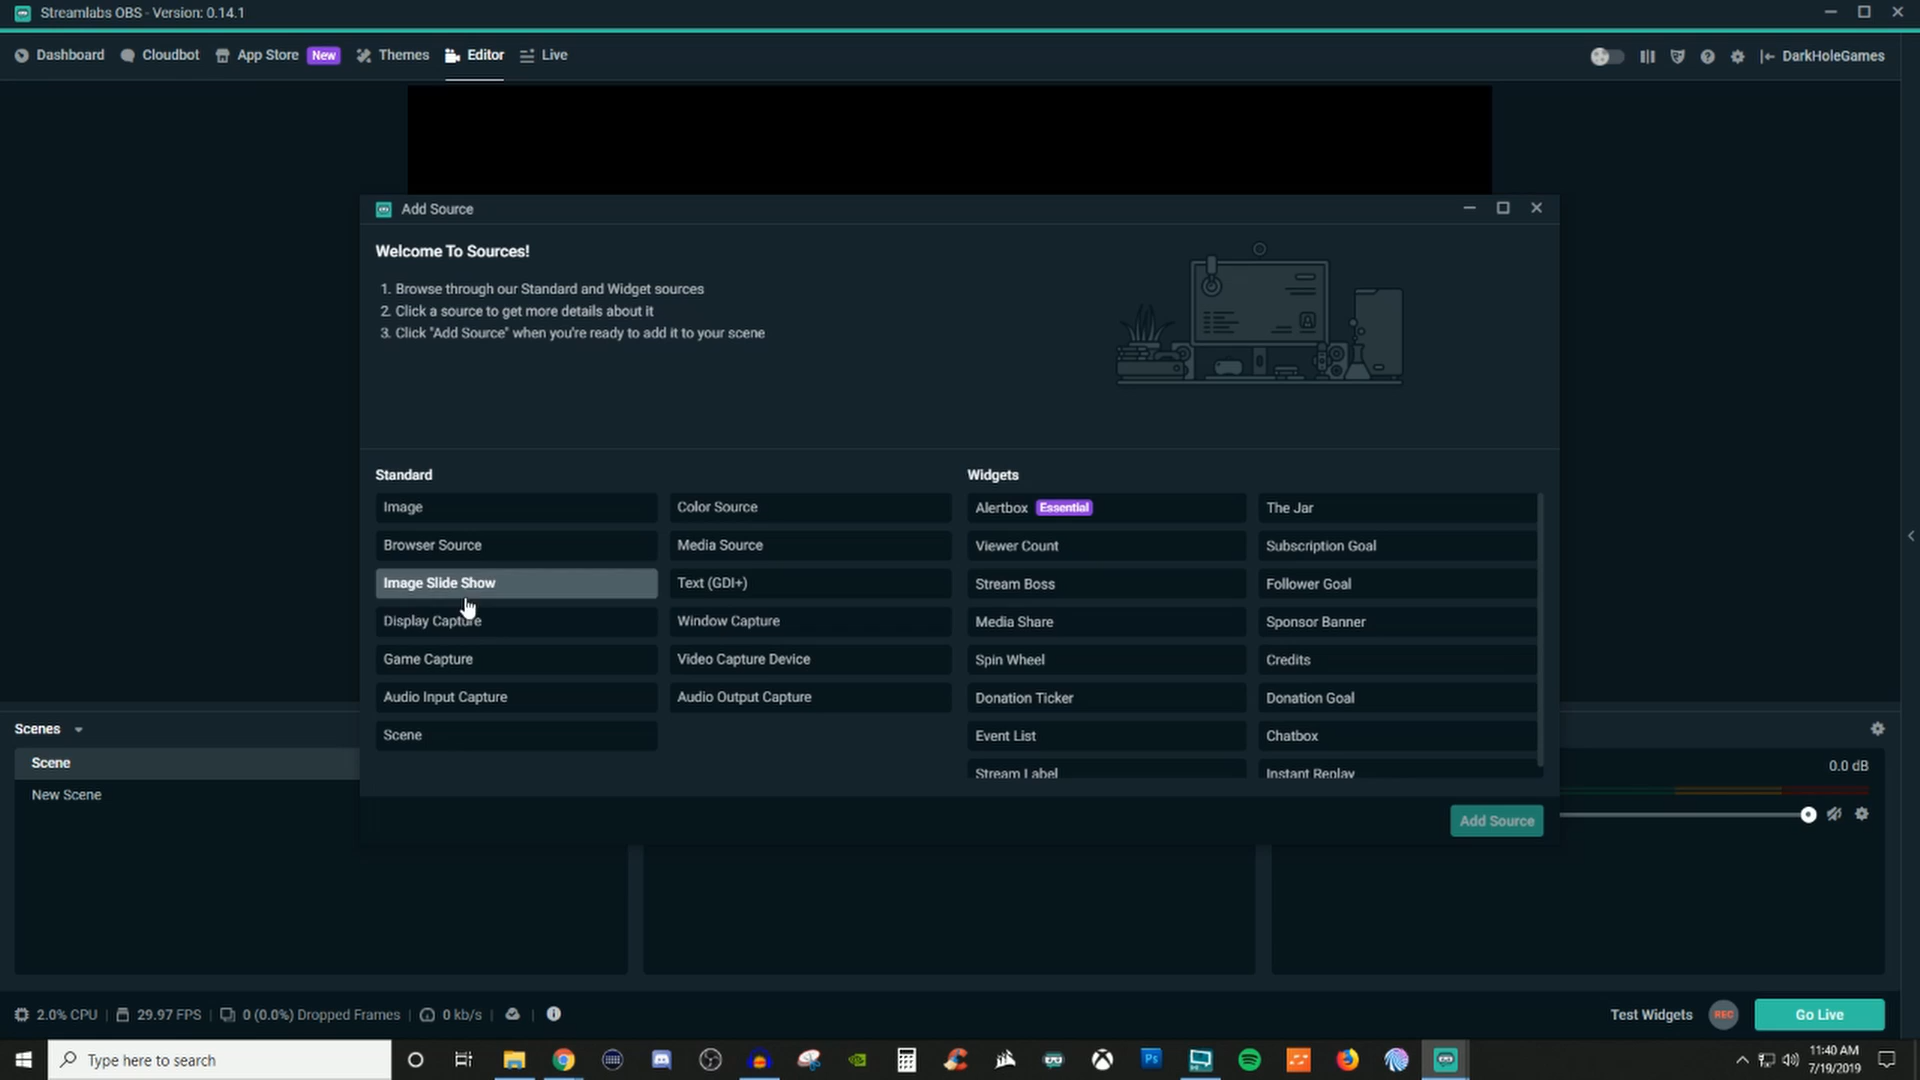 Streamlabs OBS - Version: 0.14.1
Dashboard Cloudbot App Store New Themes Editor Live DarkHoleGames
Add Source
Welcome To Sources!
1. Browse through our Standard and Widget sources
2. Click a source to get more details about it
3. Click "Add Source" when you're ready to add it to your scene
Standard
Image
Color Source
Browser Source
Media Source
Image Slide Show
Text (GDI+)
Display Capture
Window Capture
Game Capture
Video Capture Device
Audio Input Capture
Audio Output Capture
Scene
Widgets
Alertbox Essential
The Jar
Viewer Count
Subscription Goal
Stream Boss
Follower Goal
Media Share
Sponsor Banner
Spin Wheel
Credits
Donation Ticker
Donation Goal
Event List
Chatbox
Stream Label
Instant Replay
Add Source
Scenes
Scene
New Scene
0.0 dB
2.0% CPU | 29.97 FPS | 0 (0.0%) Dropped Frames | 0 kb/s
Test Widgets REC Go Live
Type here to search
Ps
11:40 AM
7/19/2019